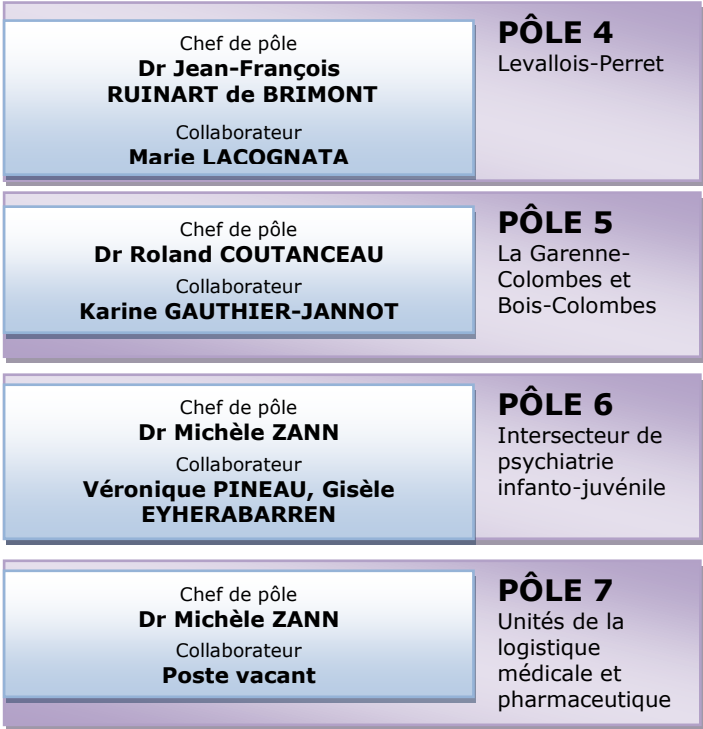 Chef de pôle
Dr Jean-François
RUINART de BRIMONT
Collaborateur
Marie LACOGNATA
PÔLE 4
Levallois-Perret
Chef de pôle
Dr Roland COUTANCEAU
Collaborateur
Karine GAUTHIER-JANNOT
PÔLE 5
La Garenne-
Colombes et
Bois-Colombes
Chef de pôle
Dr Michèle ZANN
Collaborateur
Véronique PINEAU, Gisèle
EYHERABARREN
PÔLE 6
Intersecteur de
psychiatrie
infanto-juvénile
Chef de pôle
Dr Michèle ZANN
Collaborateur
Poste vacant
PÔLE 7
Unités de la
logistique
médicale et
pharmaceutique